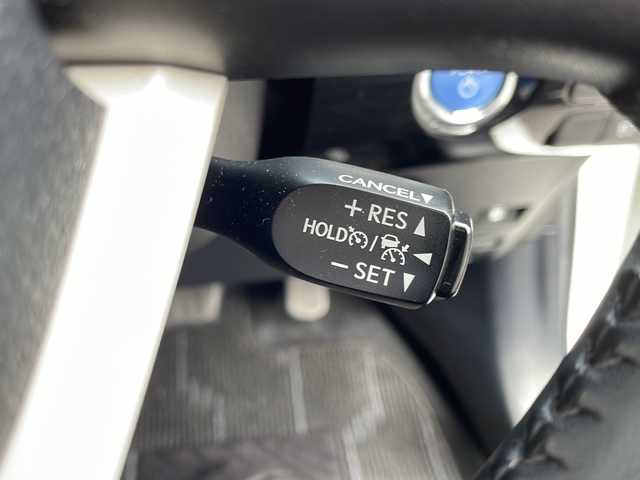 CANCEL▼
+ RES ▲
HOLD /
− SET ▼